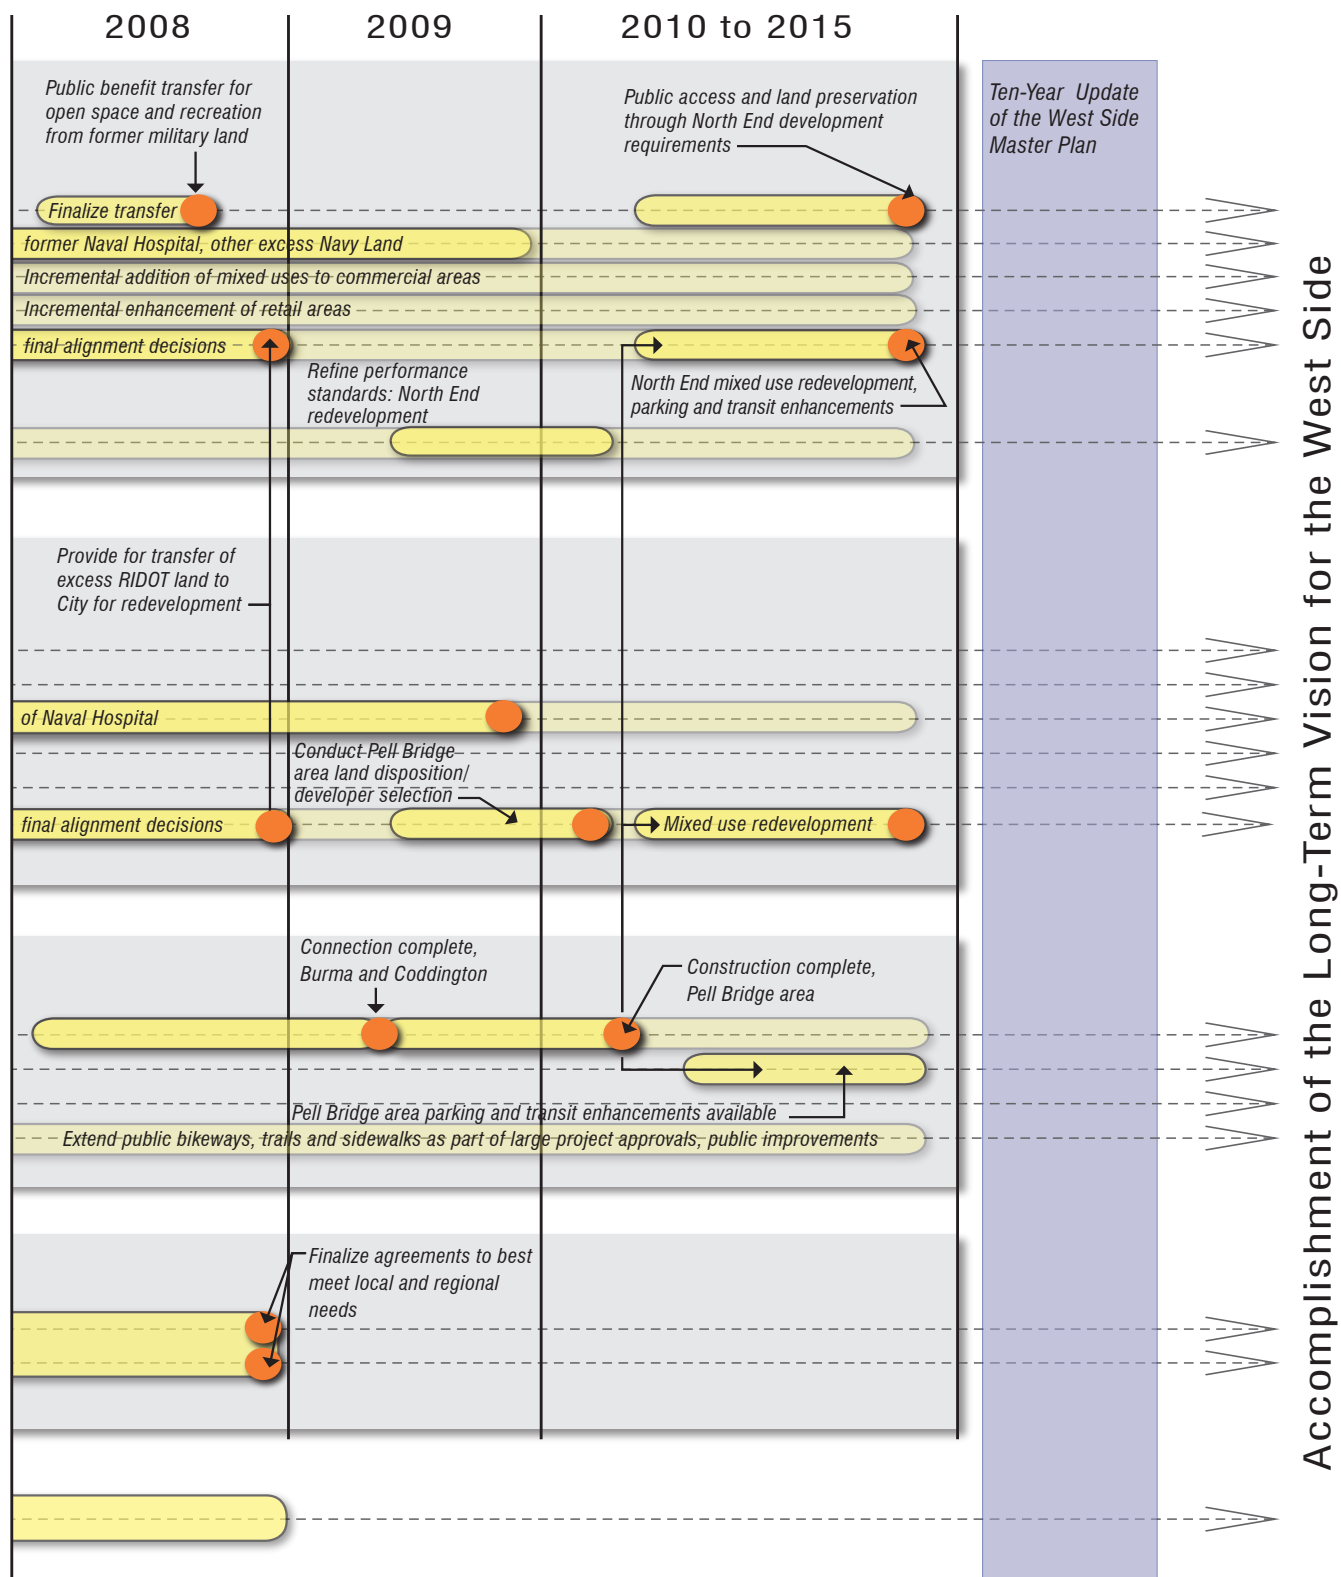 2008
2009
2010 to 2015
Public benefit transfer for
open space and recreation
from former military land
Public access and land preservation
through North End development
requirements
Ten-Year Update
of the West Side
Master Plan
Finalize transfer
former Naval Hospital, other excess Navy Land
Incremental addition of mixed uses to commercial areas
Incremental enhancement of retail areas
final alignment decisions
Refine performance
standards: North End
redevelopment
North End mixed use redevelopment,
parking and transit enhancements
Provide for transfer of
excess RIDOT land to
City for redevelopment
of Naval Hospital
Conduct Pell Bridge
area land disposition/
developer selection
final alignment decisions
Mixed use redevelopment
Connection complete,
Burma and Coddington
Construction complete,
Pell Bridge area
Pell Bridge area parking and transit enhancements available
Extend public bikeways, trails and sidewalks as part of large project approvals, public improvements
Finalize agreements to best
meet local and regional
needs
Accomplishment of the Long-Term Vision for the West Side